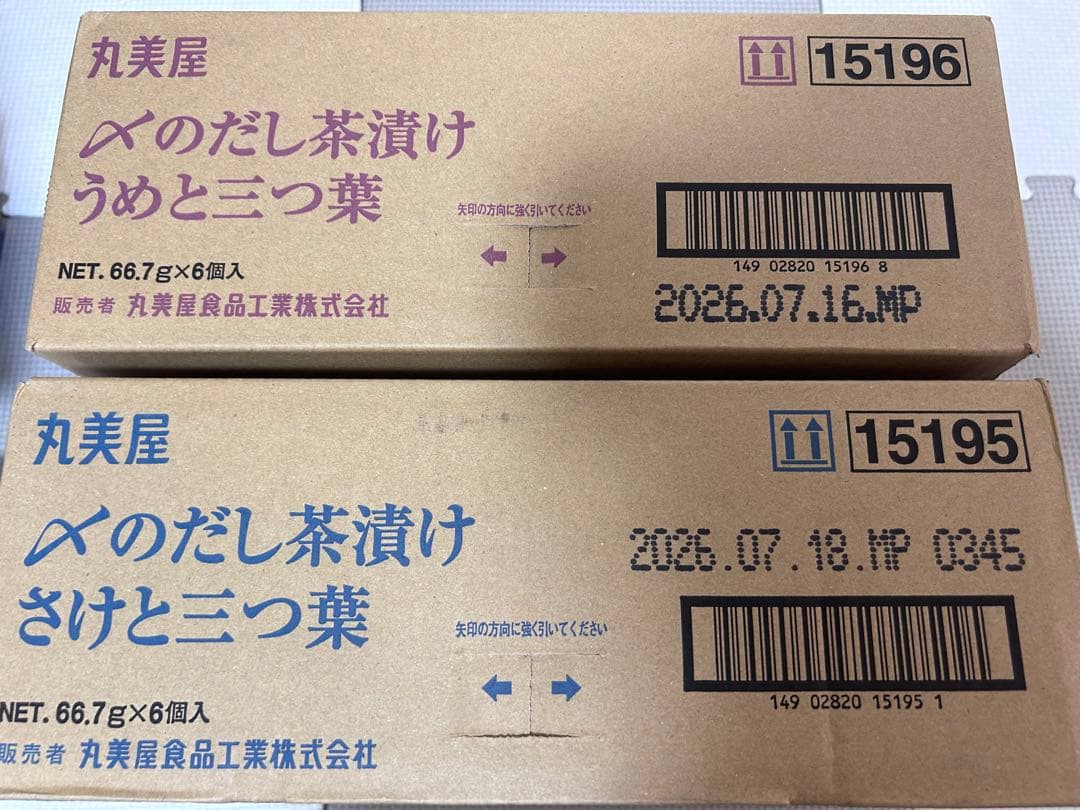 丸美屋
15196
〆のだし茶漬け
うめと三つ葉
矢印の方向に強く引いてください
NET. 66.7g×6個入
販売者 丸美屋食品工業株式会社
149 02820 15196 8
2026.07.16.MP
丸美屋
15195
〆のだし茶漬け
さけと三つ葉
2026.07.18.MP 0345
矢印の方向に強く引いてください
149 02820 15195 1
NET. 66.7g×6個入
販売者 丸美屋食品工業株式会社